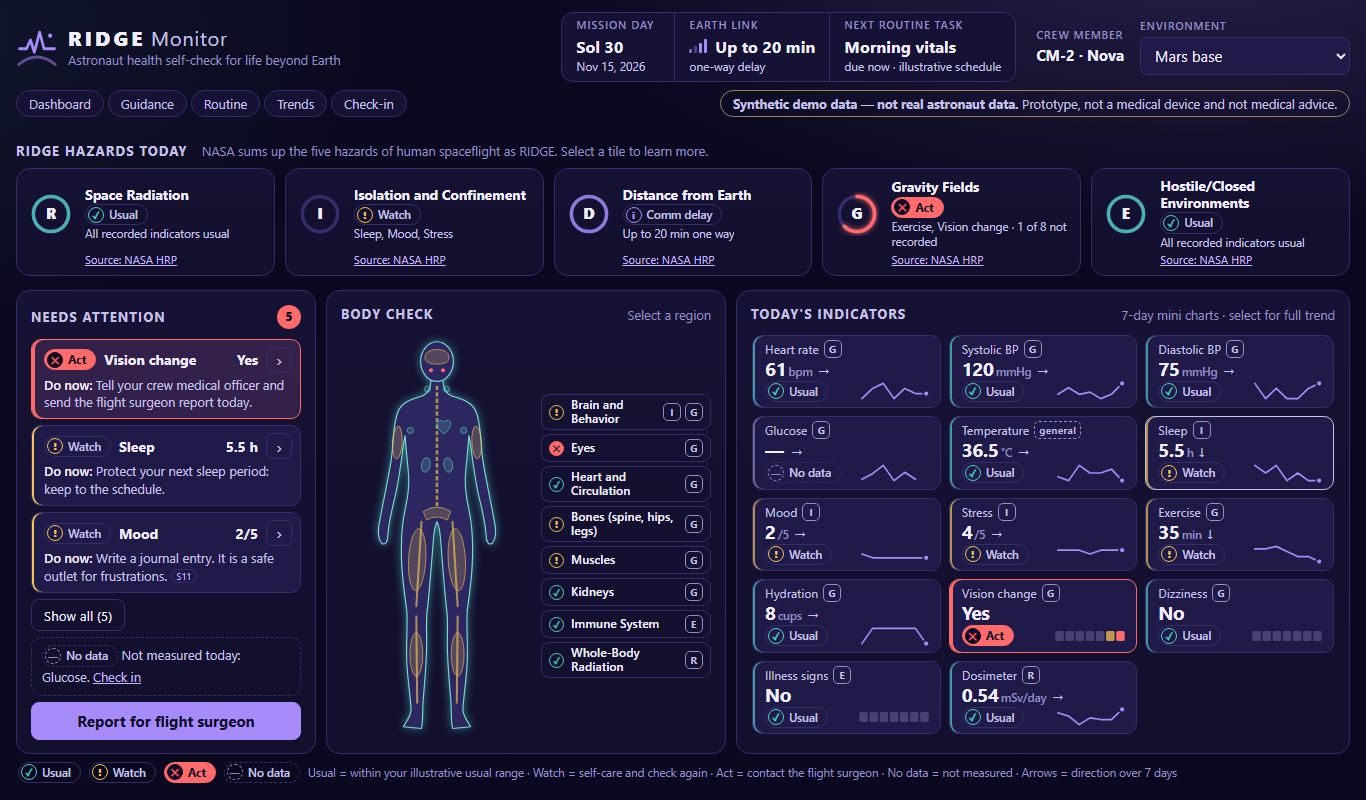 RIDGE Monitor
Astronaut health self-check for life beyond Earth
MISSION DAY
Sol 30
Nov 15, 2026
EARTH LINK
Up to 20 min
one-way delay
NEXT ROUTINE TASK
Morning vitals
due now · illustrative schedule
CREW MEMBER
CM-2 · Nova
ENVIRONMENT
Mars base
Dashboard
Guidance
Routine
Trends
Check-in
Synthetic demo data — not real astronaut data. Prototype, not a medical device and not medical advice.
RIDGE HAZARDS TODAY NASA sums up the five hazards of human spaceflight as RIDGE. Select a tile to learn more.
R
Space Radiation
Usual
All recorded indicators usual
Source: NASA HRP
I
Isolation and Confinement
Watch
Sleep, Mood, Stress
D
Distance from Earth
i Comm delay
Up to 20 min one way
Source: NASA HRP
G
Gravity Fields
Act
Exercise, Vision change · 1 of 8 not
recorded
Source: NASA HRP
E
Hostile/Closed
Environments
Usual
All recorded indicators usual
Source: NASA HRP
NEEDS ATTENTION 5
Act Vision change Yes ›
Do now: Tell your crew medical officer and
send the flight surgeon report today.
Watch Sleep 5.5 h ›
Do now: Protect your next sleep period:
keep to the schedule.
Watch Mood 2/5 ›
Do now: Write a journal entry. It is a safe
outlet for frustrations. S11
Show all (5)
No data Not measured today:
Glucose. Check in
Report for flight surgeon
BODY CHECK Select a region
Brain and
Behavior I G
Eyes G
Heart and
Circulation G
Bones (spine, hips,
legs) G
Muscles G
Kidneys G
Immune System E
Whole-Body
Radiation R
TODAY'S INDICATORS 7-day mini charts · select for full trend
Heart rate G
61 bpm →
Usual
Systolic BP G
120 mmHg →
Usual
Diastolic BP G
75 mmHg →
Usual
Glucose G
— →
No data
Temperature general
36.5 °C →
Usual
Sleep I
5.5 h ↓
Watch
Mood I
2 /5 →
Watch
Stress I
4 /5 →
Watch
Exercise G
35 min ↓
Watch
Hydration G
8 cups →
Usual
Vision change G
Yes
Act
Dizziness G
No
Usual
Illness signs E
No
Usual
Dosimeter R
0.54 mSv/day →
Usual
Usual Watch Act No data Usual = within your illustrative usual range · Watch = self-care and check again · Act = contact the flight surgeon · No data = not measured · Arrows = direction over 7 days